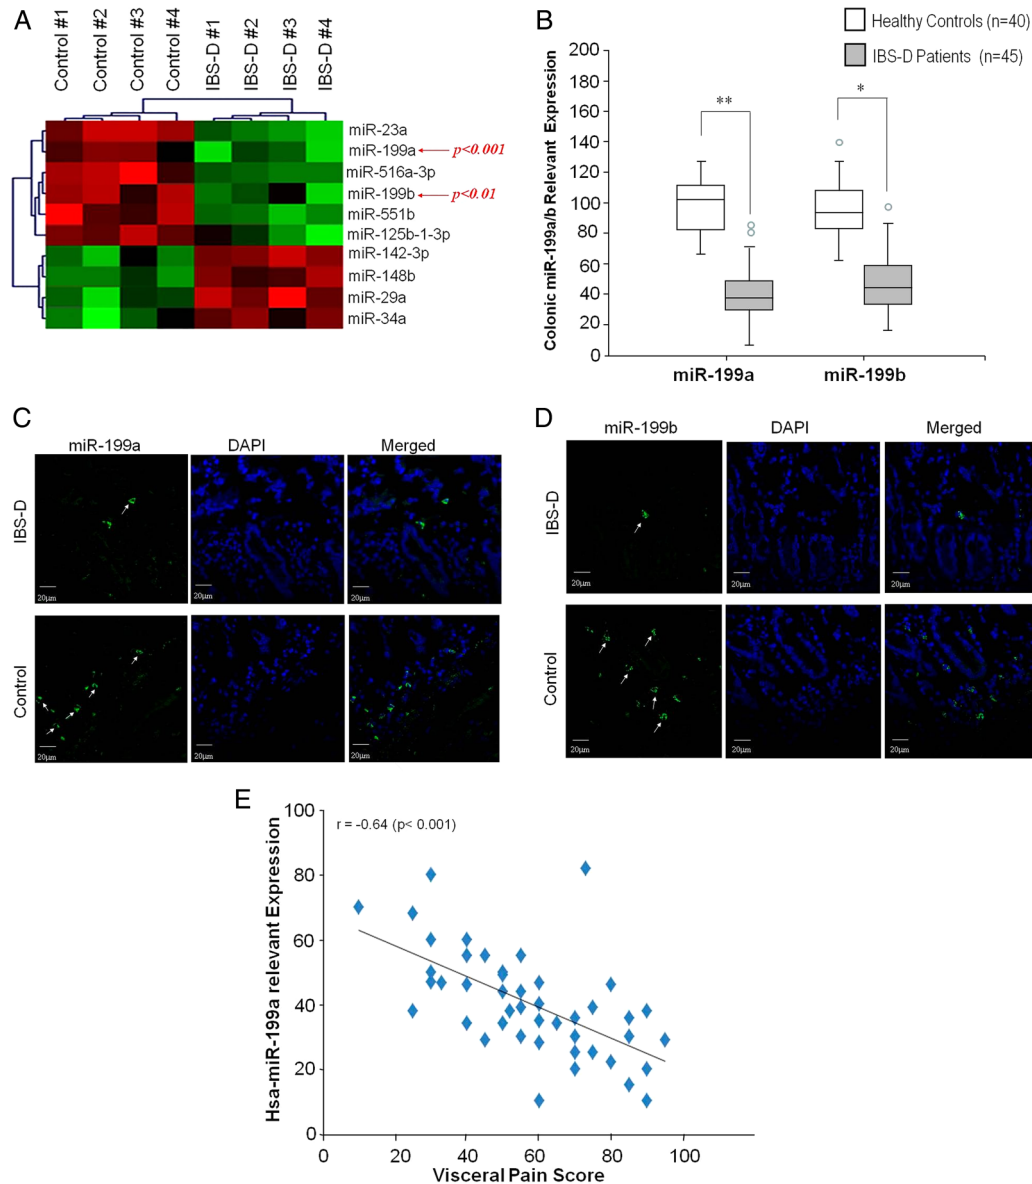 A
Control #1
Control #2
Control #3
Control #4
IBS-D #1
IBS-D #2
IBS-D #3
IBS-D #4
miR-23a
miR-199a p<0.001
miR-516a-3p
miR-199b p<0.01
miR-551b
miR-125b-1-3p
miR-142-3p
miR-148b
miR-29a
miR-34a
B
Healthy Controls (n=40)
IBS-D Patients (n=45)
Colonic miR-199a/b Relevant Expression
200
180
160
140
120
100
80
60
40
20
0
**
*
miR-199a
miR-199b
C
miR-199a DAPI Merged
IBS-D
20μm 20μm 20μm
Control
20μm 20μm 20μm
D
miR-199b DAPI Merged
IBS-D
20μm 20μm 20μm
Control
20μm 20μm 20μm
E
r = -0.64 (p< 0.001)
Hsa-miR-199a relevant Expression
100
80
60
40
20
0
0 20 40 60 80 100
Visceral Pain Score